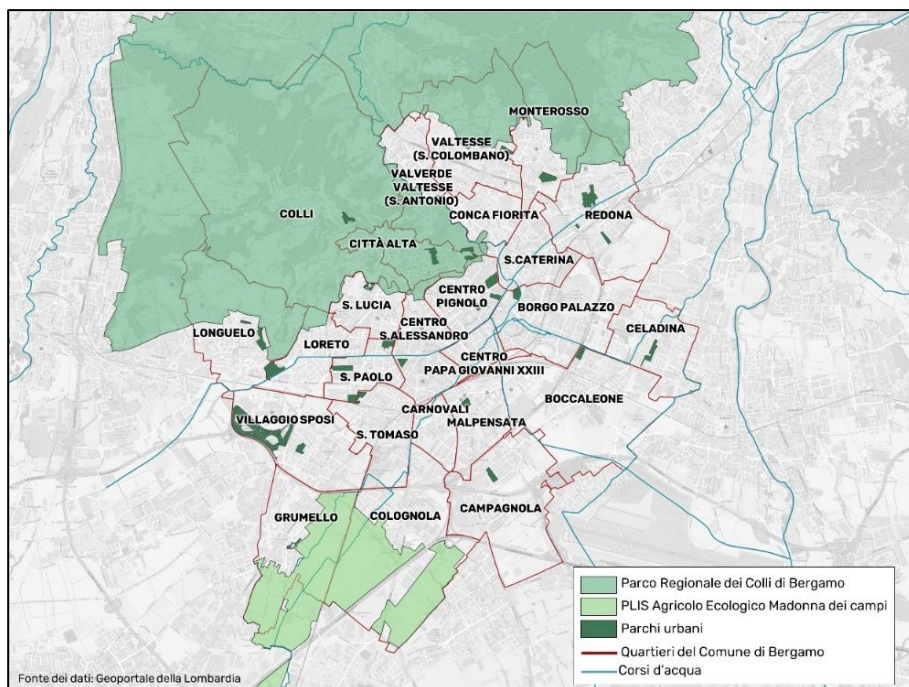 MONTEROSSO
VALTESSE
(S. COLOMBANO)
VALVERDE
VALTESSE
(S. ANTONIO)
COLLI
CONCA FIORITA
REDONA
CITTÀ ALTA
S.CATERINA
CENTRO
PIGNOLO
S. LUCIA
BORGO PALAZZO
CENTRO
S.ALESSANDRO
CELADINA
LONGUELO
LORETO
CENTRO
PAPA GIOVANNI XXIII
S. PAOLO
BOCCALEONE
CARNOVALI
MALPENSATA
VILLAGGIO SPOSI
S. TOMASO
GRUMELLO
COLOGNOLA
CAMPAGNOLA
Parco Regionale dei Colli di Bergamo
PLIS Agricolo Ecologico Madonna dei campi
Parchi urbani
Quartieri del Comune di Bergamo
Corsi d'acqua
Fonte dei dati: Geoportale della Lombardia